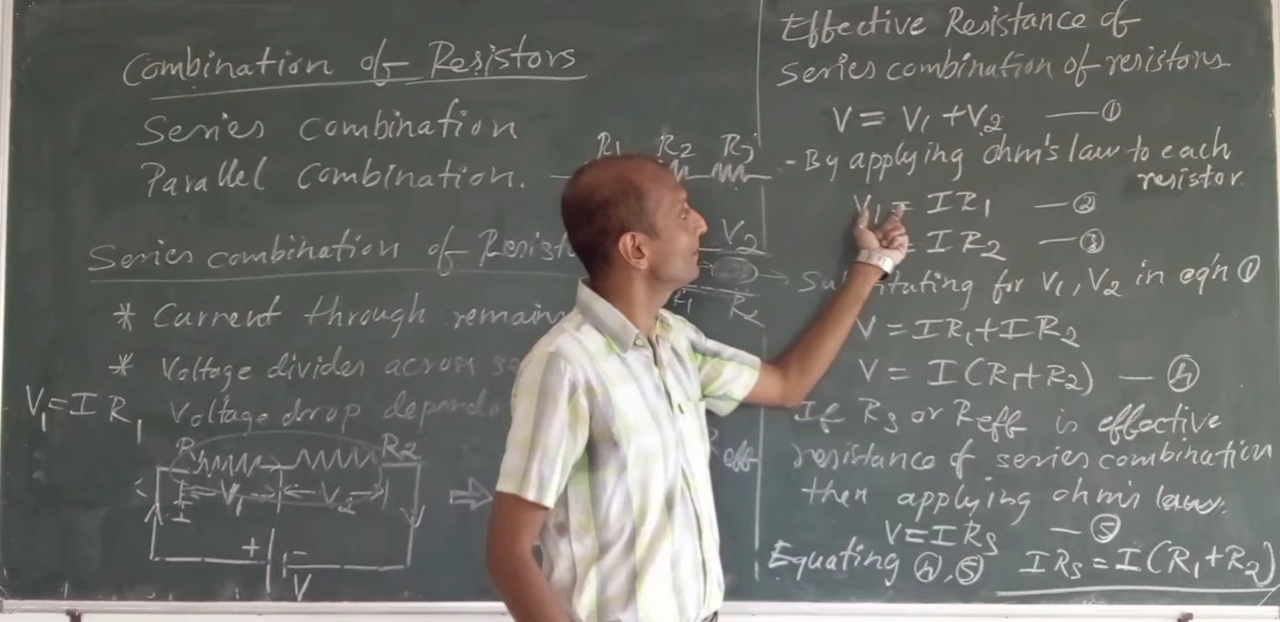 Combination of Resistors
Series combination
Parallel combination.
R1 R2 R3
Series combination of
* Current through remain
* Voltage divides across
V1=IR1 Voltage drop depend
R1 R2
V1 V2
I
+ -
V
V2
R2
eff
Effective Resistance of
series combination of resistors
V = V1 + V2 — ①
- By applying ohm's law to each
resistor.
V1 = IR1 — ②
= IR2 — ③
for V1, V2 in eqn ①
V = IR1 + IR2
V = I(R1+R2) — ④
If Rs or Reff is effective
resistance of series combination
then applying ohm's law.
V=IRs — ⑤
Equating ④,⑤ IRs = I(R1+R2)